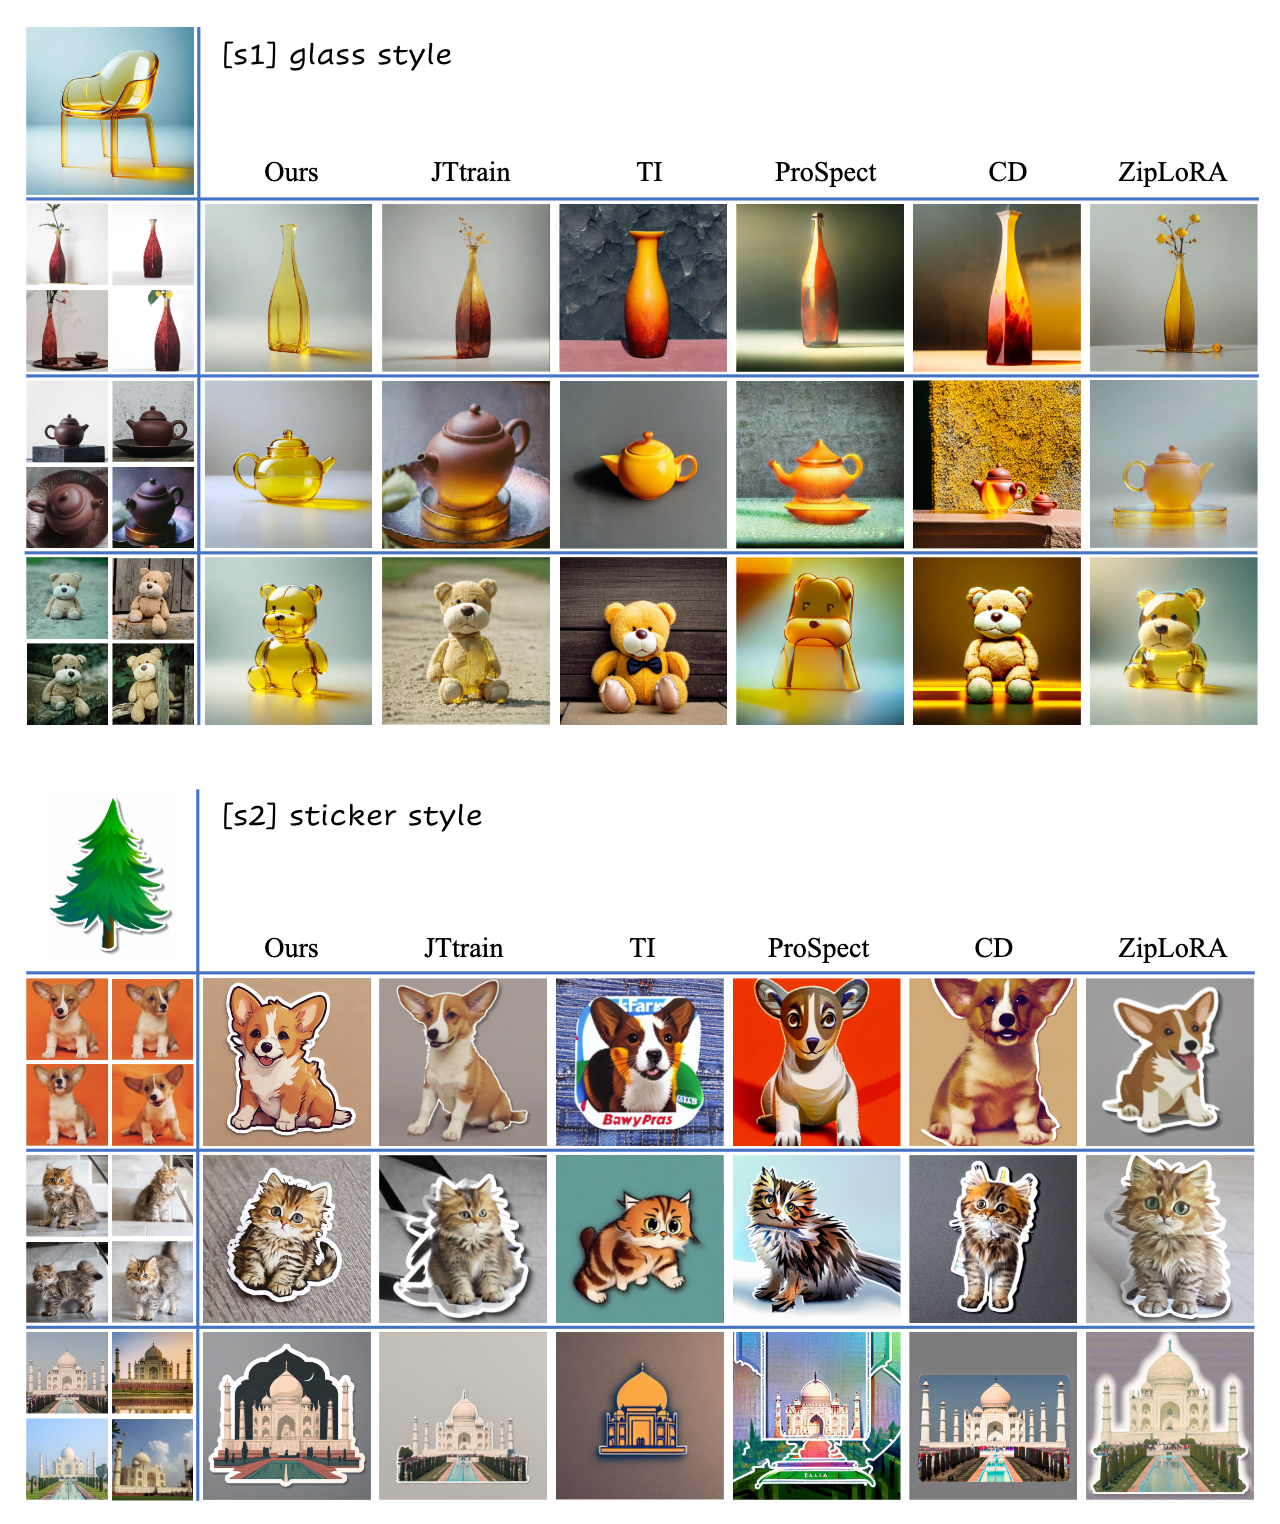 [s1] glass style
Ours JTtrain TI ProSpect CD ZipLoRA
[s2] sticker style
Ours JTtrain TI ProSpect CD ZipLoRA
BawyPras